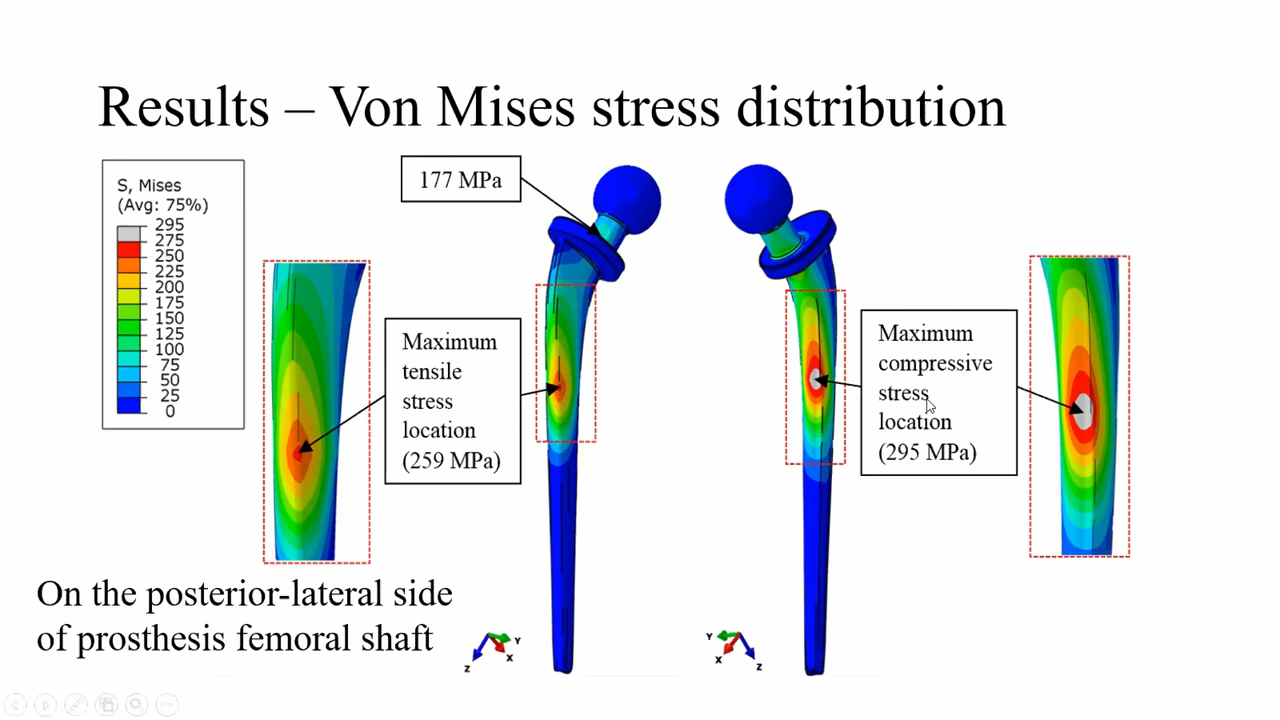 Results – Von Mises stress distribution
S, Mises
(Avg: 75%)
295
275
250
225
200
175
150
125
100
75
50
25
0
177 MPa
Maximum
tensile
stress
location
(259 MPa)
Maximum
compressive
stress
location
(295 MPa)
On the posterior-lateral side
of prosthesis femoral shaft
Y
X
Z
Y
X
Z